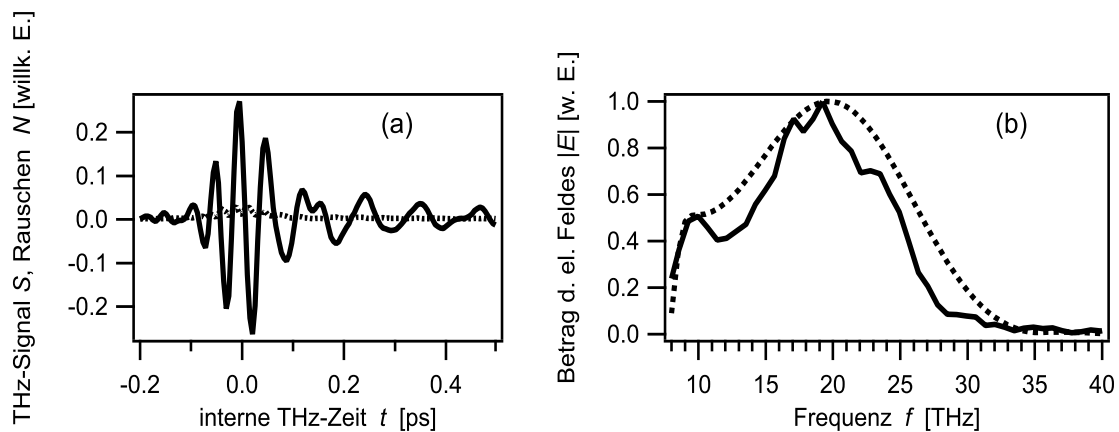 THz-Signal S, Rauschen N [willk. E.]
(a)
0.2
0.1
0.0
-0.1
-0.2
-0.2 0.0 0.2 0.4
interne THz-Zeit t [ps]
Betrag d. el. Feldes |E| [w. E.]
(b)
1.0
0.8
0.6
0.4
0.2
0.0
10 15 20 25 30 35 40
Frequenz f [THz]